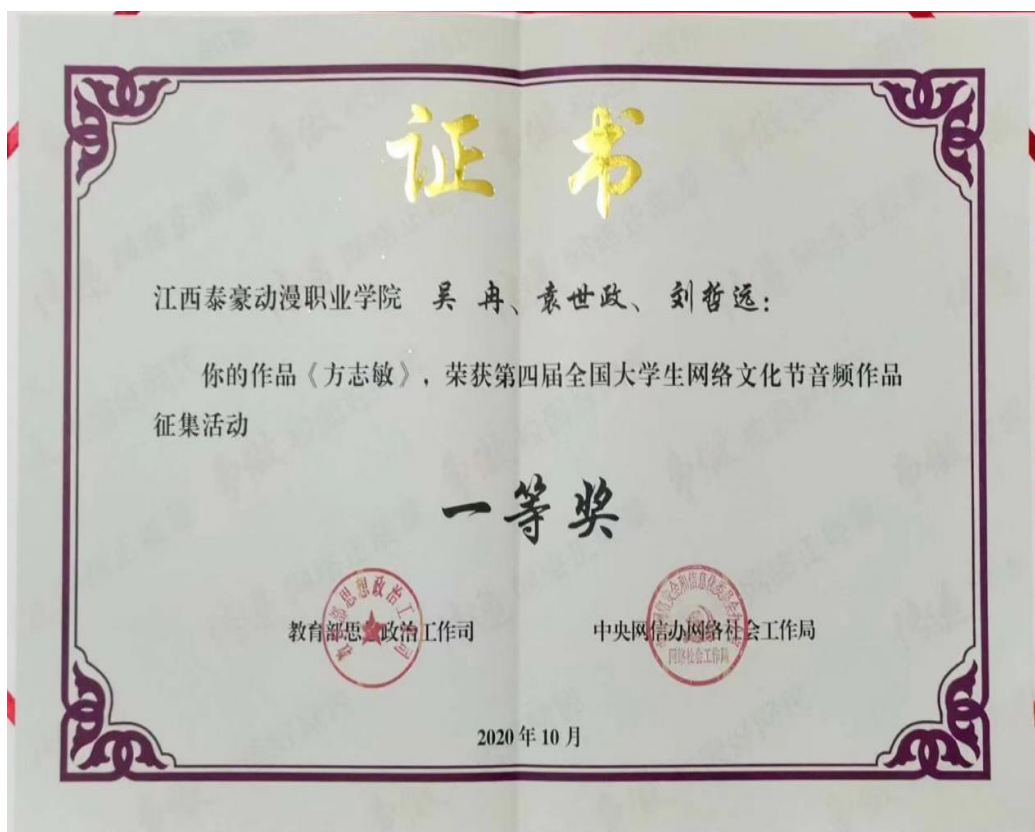 证书
江西泰豪动漫职业学院 吴冉、袁世政、刘哲远：
你的作品《方志敏》，荣获第四届全国大学生网络文化节音频作品
征集活动
一等奖
教育部思想政治工作司 中央网信办网络社会工作局
2020年10月